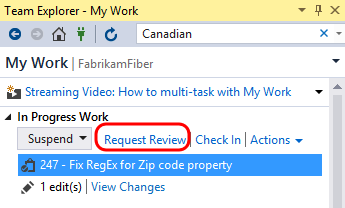 Team Explorer - My Work
Canadian
My Work | FabrikamFiber
Streaming Video: How to multi-task with My Work
In Progress Work
Suspend Request Review | Check In | Actions
247 - Fix RegEx for Zip code property
1 edit(s) | View Changes